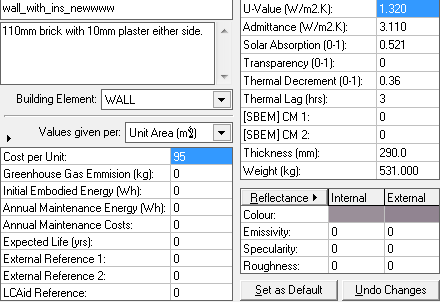 wall_with_ins_newwww
110mm brick with 10mm plaster either side.
Building Element: WALL
Values given per: Unit Area (m²)
Cost per Unit: 95
Greenhouse Gas Emmision (kg): 0
Initial Embodied Energy (Wh): 0
Annual Maintenance Energy (Wh): 0
Annual Maintenance Costs: 0
Expected Life (yrs): 0
External Reference 1: 0
External Reference 2: 0
LCAid Reference: 0
U-Value (W/m2.K): 1.320
Admittance (W/m2.K): 3.110
Solar Absorption (0-1): 0.521
Transparency (0-1): 0
Thermal Decrement (0-1): 0.36
Thermal Lag (hrs): 3
[SBEM] CM 1: 0
[SBEM] CM 2: 0
Thickness (mm): 290.0
Weight (kg): 531.000
Reflectance Internal External
Colour:
Emissivity: 0 0
Specularity: 0 0
Roughness: 0 0
Set as Default Undo Changes